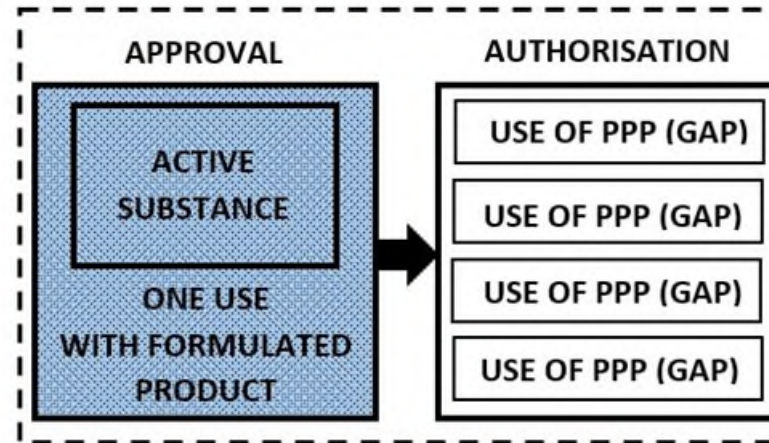 APPROVAL
ACTIVE
SUBSTANCE
ONE USE
WITH FORMULATED
PRODUCT
AUTHORISATION
USE OF PPP (GAP)
USE OF PPP (GAP)
USE OF PPP (GAP)
USE OF PPP (GAP)